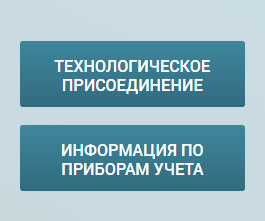 ТЕХНОЛОГИЧЕСКОЕ
ПРИСОЕДИНЕНИЕ
ИНФОРМАЦИЯ ПО
ПРИБОРАМ УЧЕТА